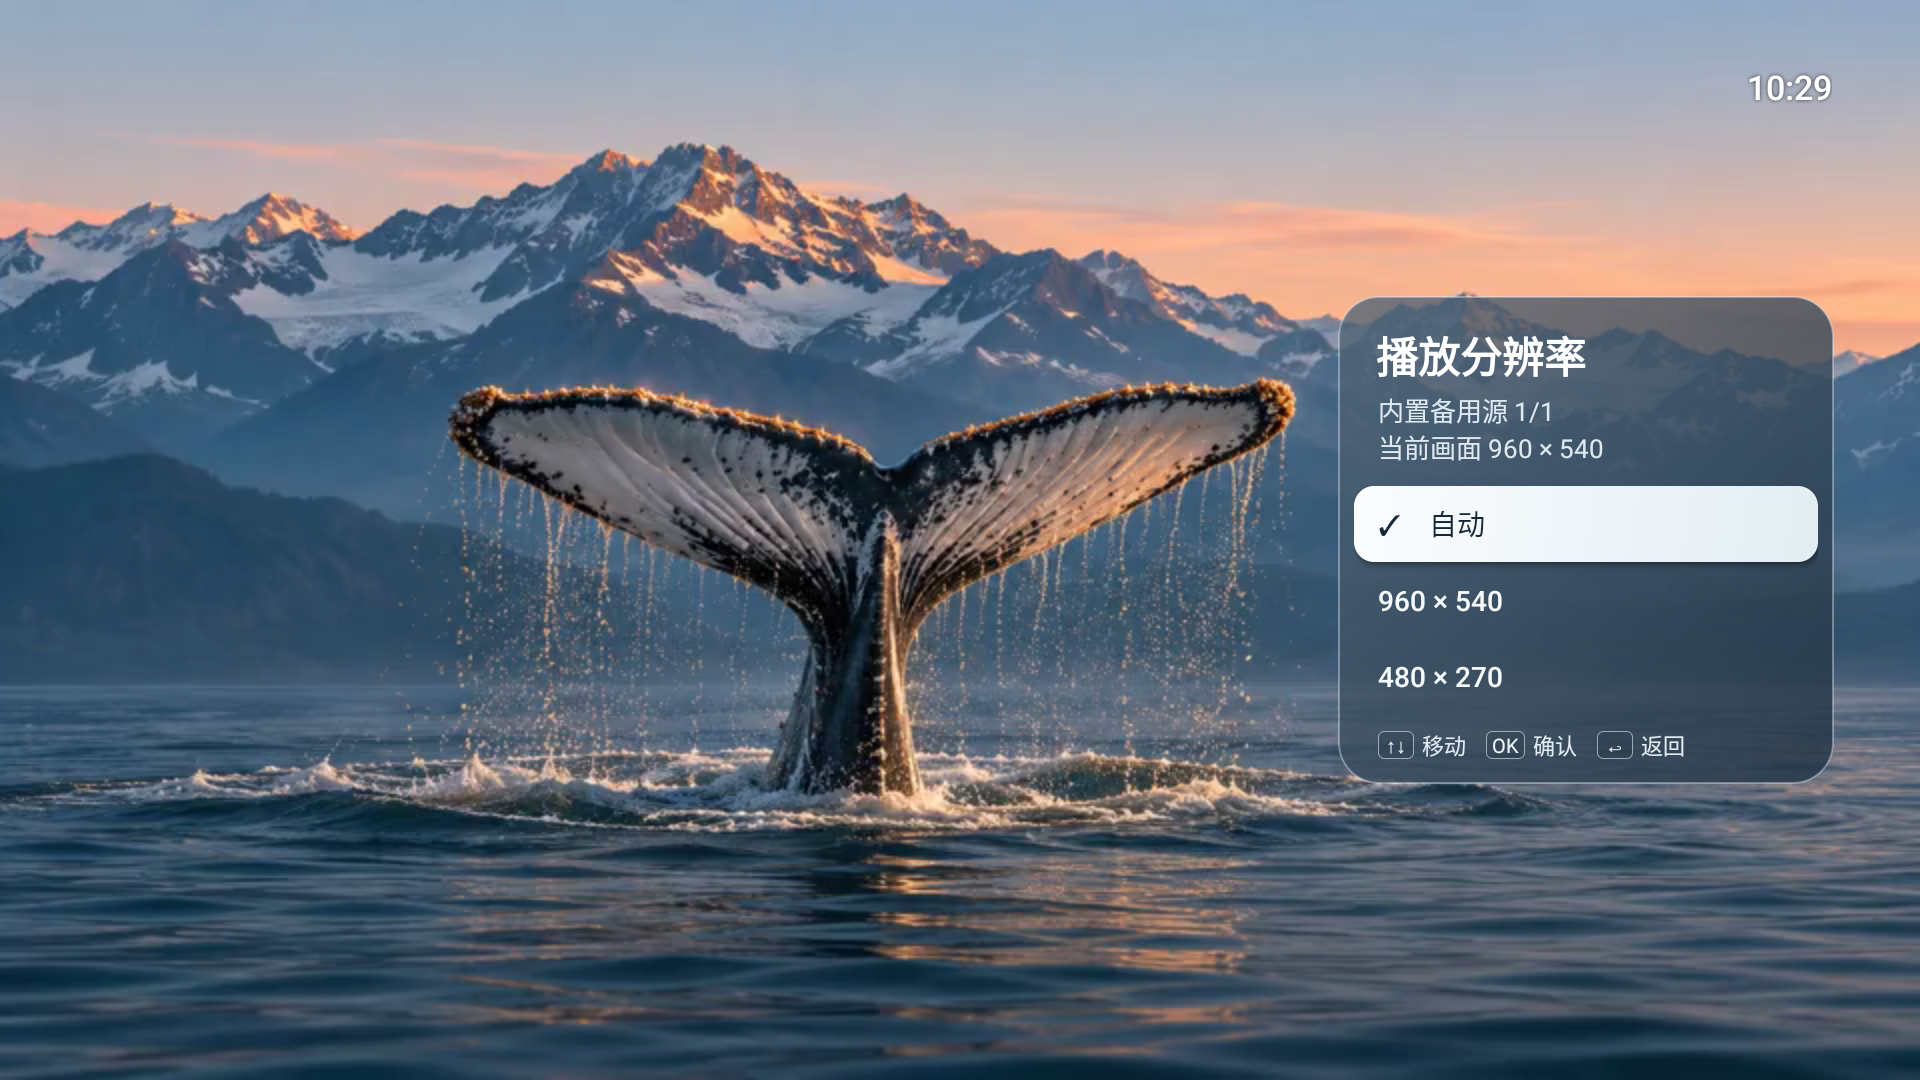 10:29
播放分辨率
内置备用源 1/1
当前画面 960 × 540
✓ 自动
960 × 540
480 × 270
↑↓ 移动 OK 确认 ↩ 返回